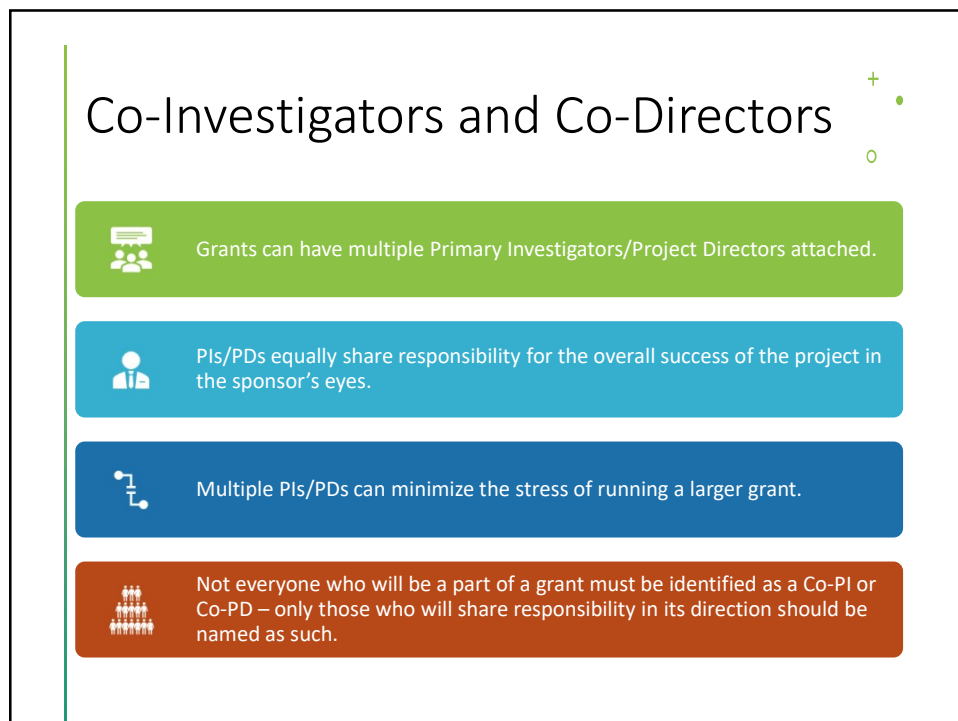 Co-Investigators and Co-Directors
Grants can have multiple Primary Investigators/Project Directors attached.
PIs/PDs equally share responsibility for the overall success of the project in
the sponsor’s eyes.
Multiple PIs/PDs can minimize the stress of running a larger grant.
Not everyone who will be a part of a grant must be identified as a Co-PI or
Co-PD – only those who will share responsibility in its direction should be
named as such.